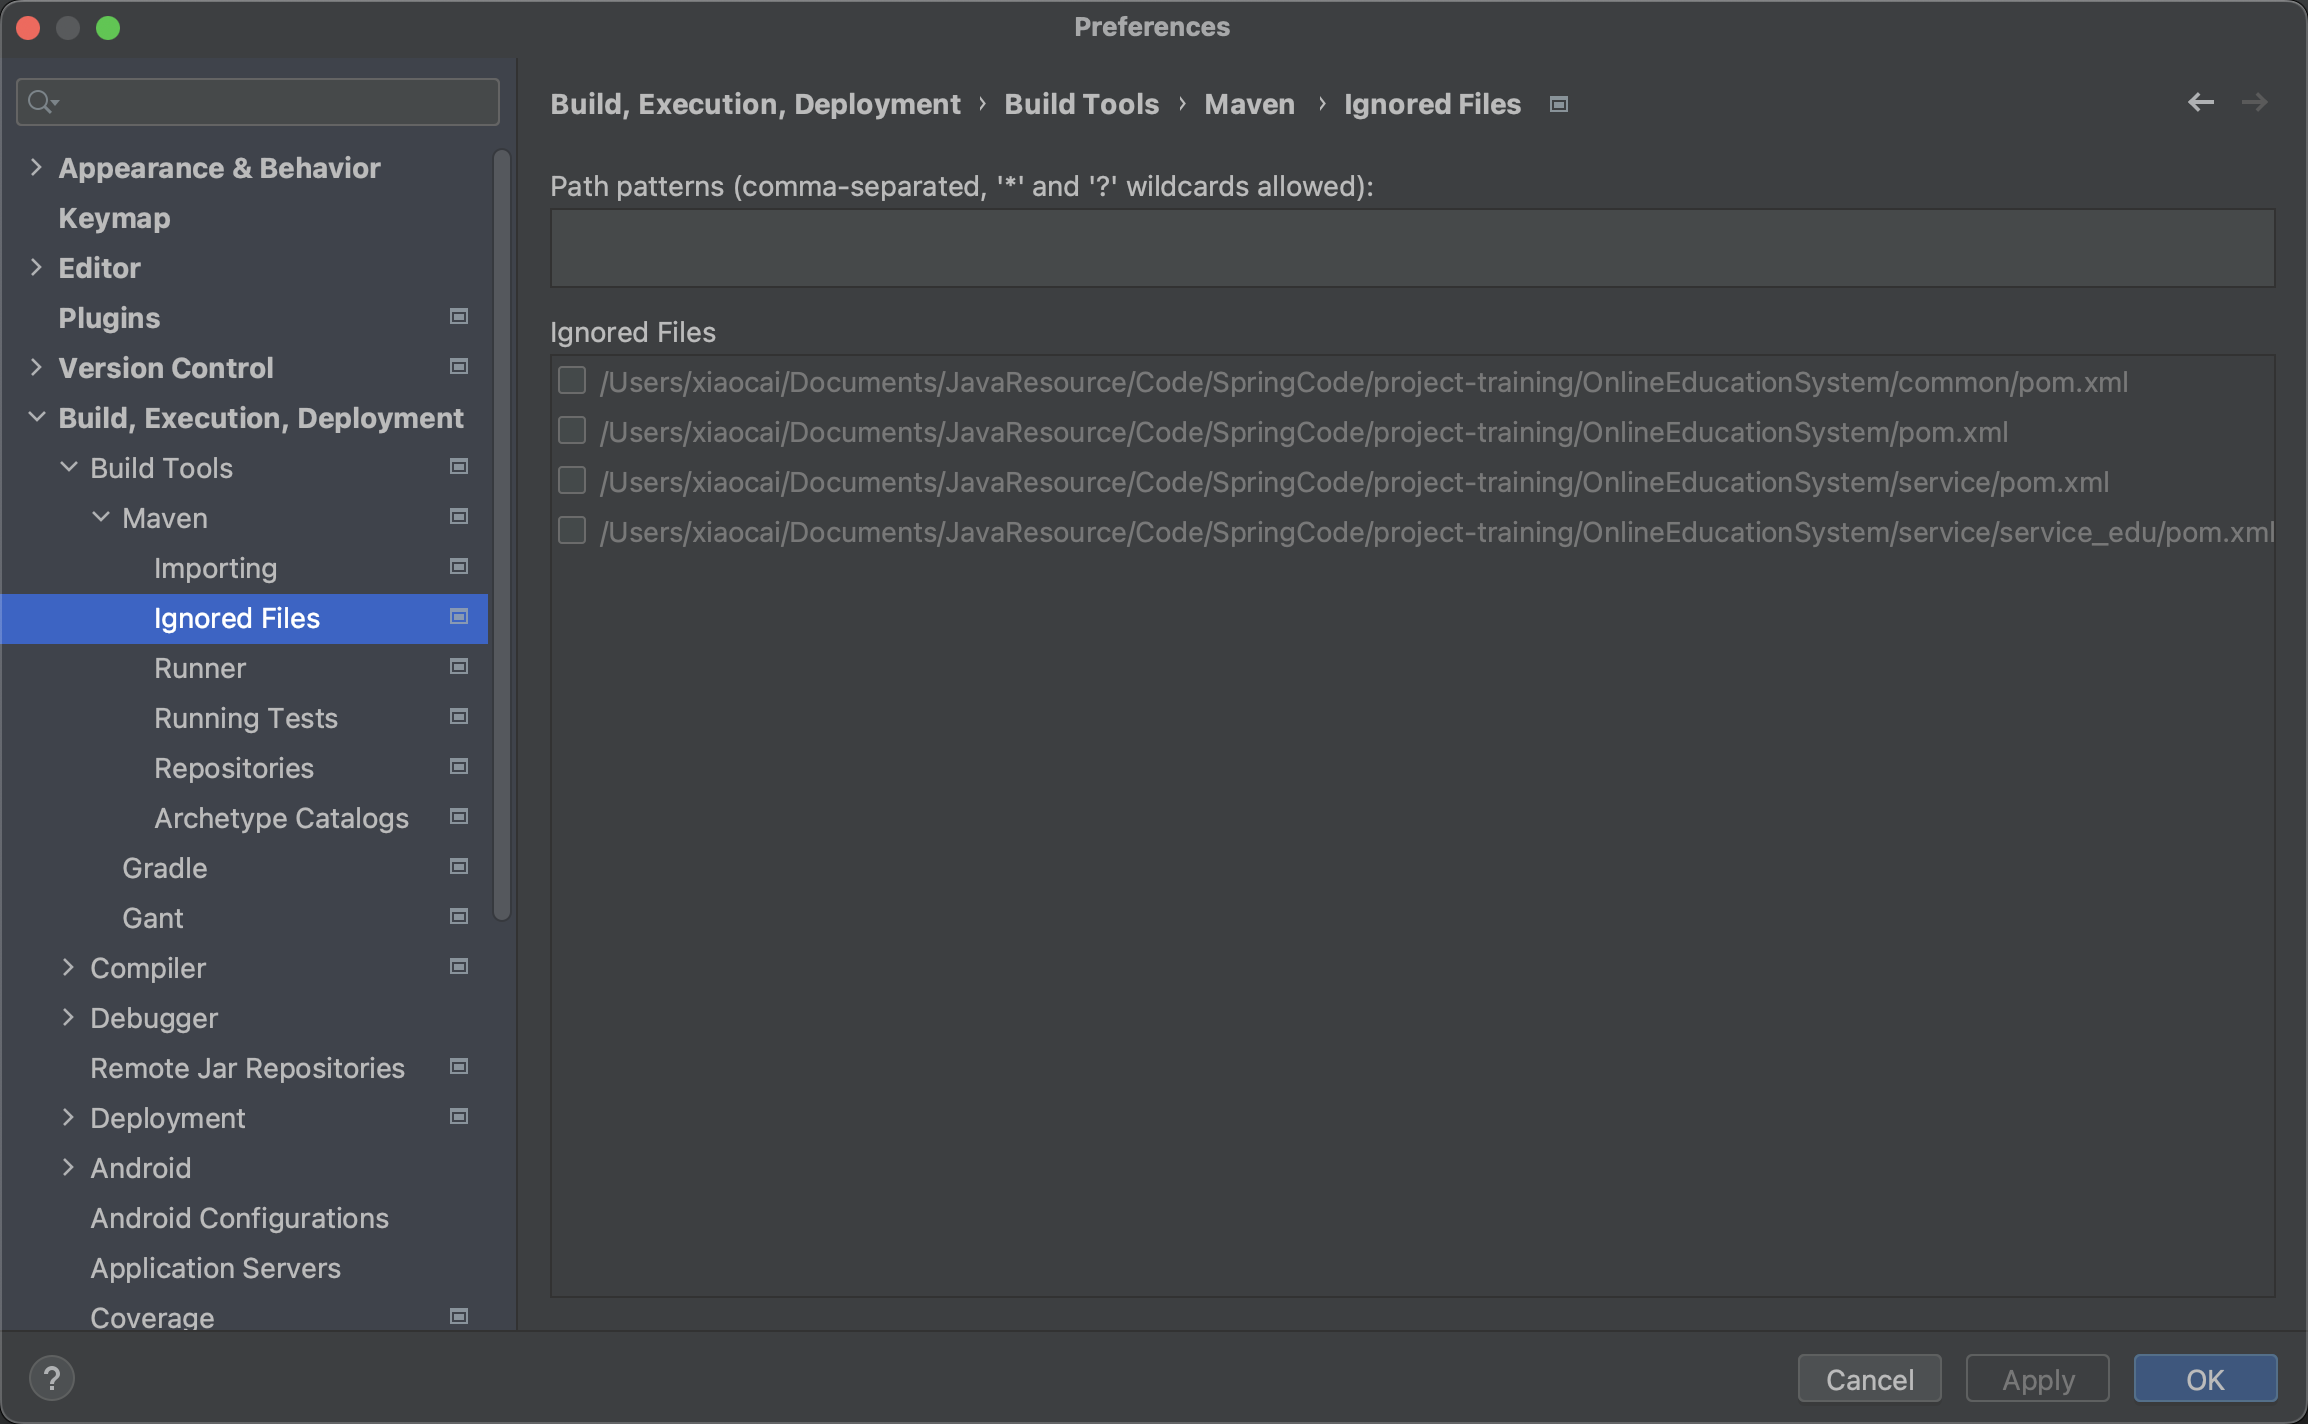 Preferences
Appearance & Behavior
Keymap
Editor
Plugins
Version Control
Build, Execution, Deployment
Build Tools
Maven
Importing
Ignored Files
Runner
Running Tests
Repositories
Archetype Catalogs
Gradle
Gant
Compiler
Debugger
Remote Jar Repositories
Deployment
Android
Android Configurations
Application Servers
Coverage
Build, Execution, Deployment › Build Tools › Maven › Ignored Files
Path patterns (comma-separated, '*' and '?' wildcards allowed):
Ignored Files
/Users/xiaocai/Documents/JavaResource/Code/SpringCode/project-training/OnlineEducationSystem/common/pom.xml
/Users/xiaocai/Documents/JavaResource/Code/SpringCode/project-training/OnlineEducationSystem/pom.xml
/Users/xiaocai/Documents/JavaResource/Code/SpringCode/project-training/OnlineEducationSystem/service/pom.xml
/Users/xiaocai/Documents/JavaResource/Code/SpringCode/project-training/OnlineEducationSystem/service/service_edu/pom.xml
?
Cancel
Apply
OK